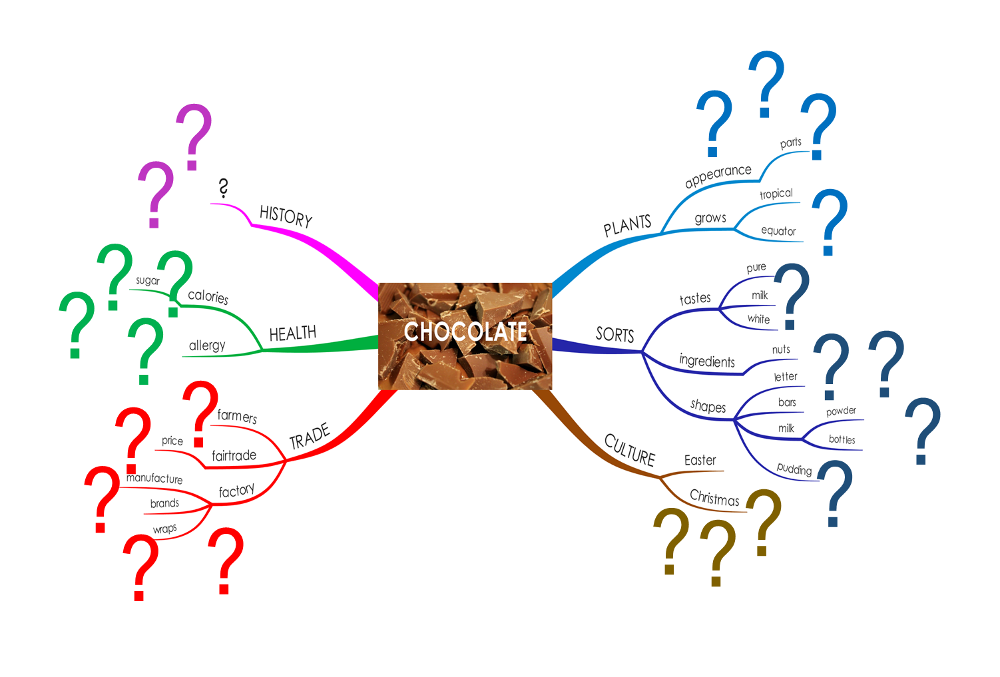 CHOCOLATE
HISTORY
?
?
?
HEALTH
calories
sugar
allergy
?
?
?
?
TRADE
farmers
fairtrade
price
factory
manufacture
brands
wraps
?
?
?
?
?
PLANTS
appearance
parts
grows
tropical
equator
?
?
?
?
SORTS
tastes
pure
milk
white
ingredients
nuts
shapes
letter
bars
milk
powder
bottles
pudding
?
?
?
?
?
CULTURE
Easter
Christmas
?
?
?